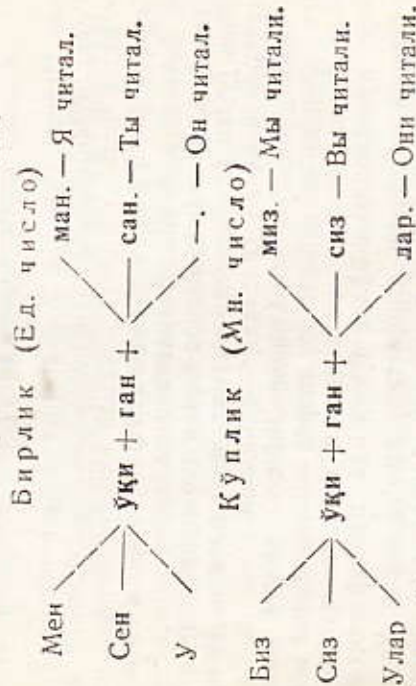 Бирлик (Ед. число)
Мен ман. — Я читал.
Сен — ўқи + ган + — сан. — Ты читал.
У —. — Он читал.
Кўплик (Мн. число)
Биз миз. — Мы читали.
Сиз — ўқи + ган + — сиз — Вы читали.
Улар лар. — Они читали.